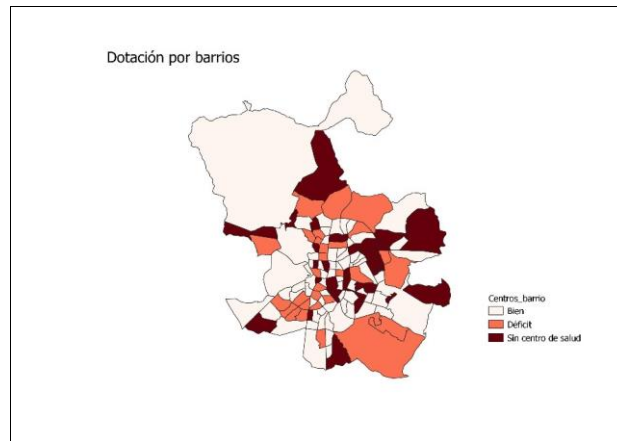 Dotación por barrios
Centros_barrio
Bien
Déficit
Sin centro de salud